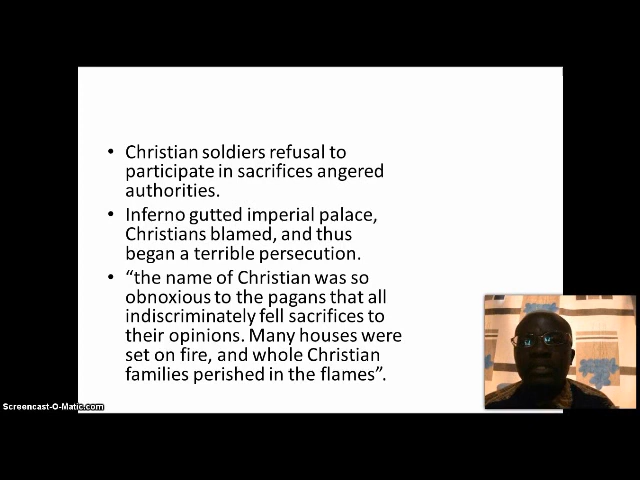 • Christian soldiers refusal to
participate in sacrifices angered
authorities.
• Inferno gutted imperial palace,
Christians blamed, and thus
began a terrible persecution.
• “the name of Christian was so
obnoxious to the pagans that all
indiscriminately fell sacrifices to
their opinions. Many houses were
set on fire, and whole Christian
families perished in the flames”.
Screencast-O-Matic.com